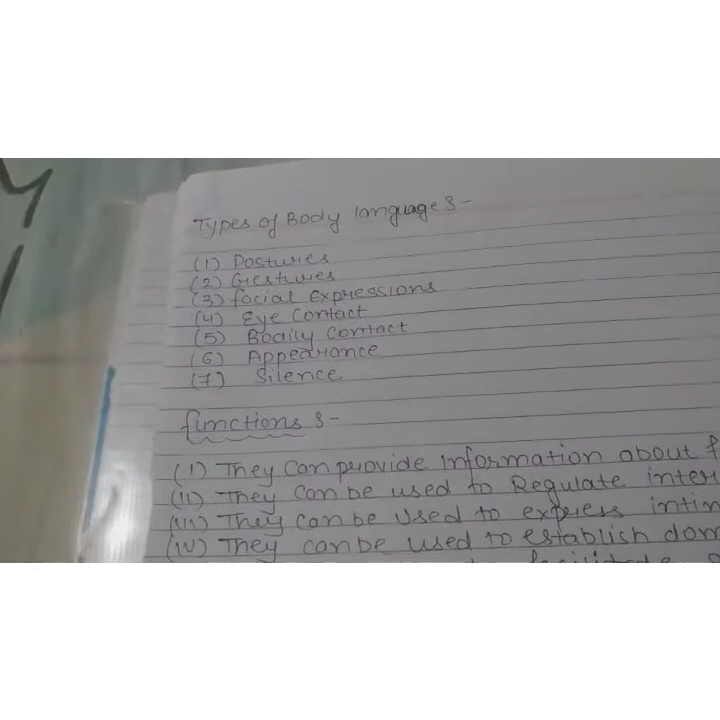 Types of Body language :-
(1) Postures
(2) Gestures
(3) facial Expressions
(4) Eye Contact
(5) Bodily Contact
(6) Appearance
(7) Silence
functions :-
(i) They can provide information about
(ii) They can be used to Regulate
(iii) They can be used to express
(iv) They can be used to establish